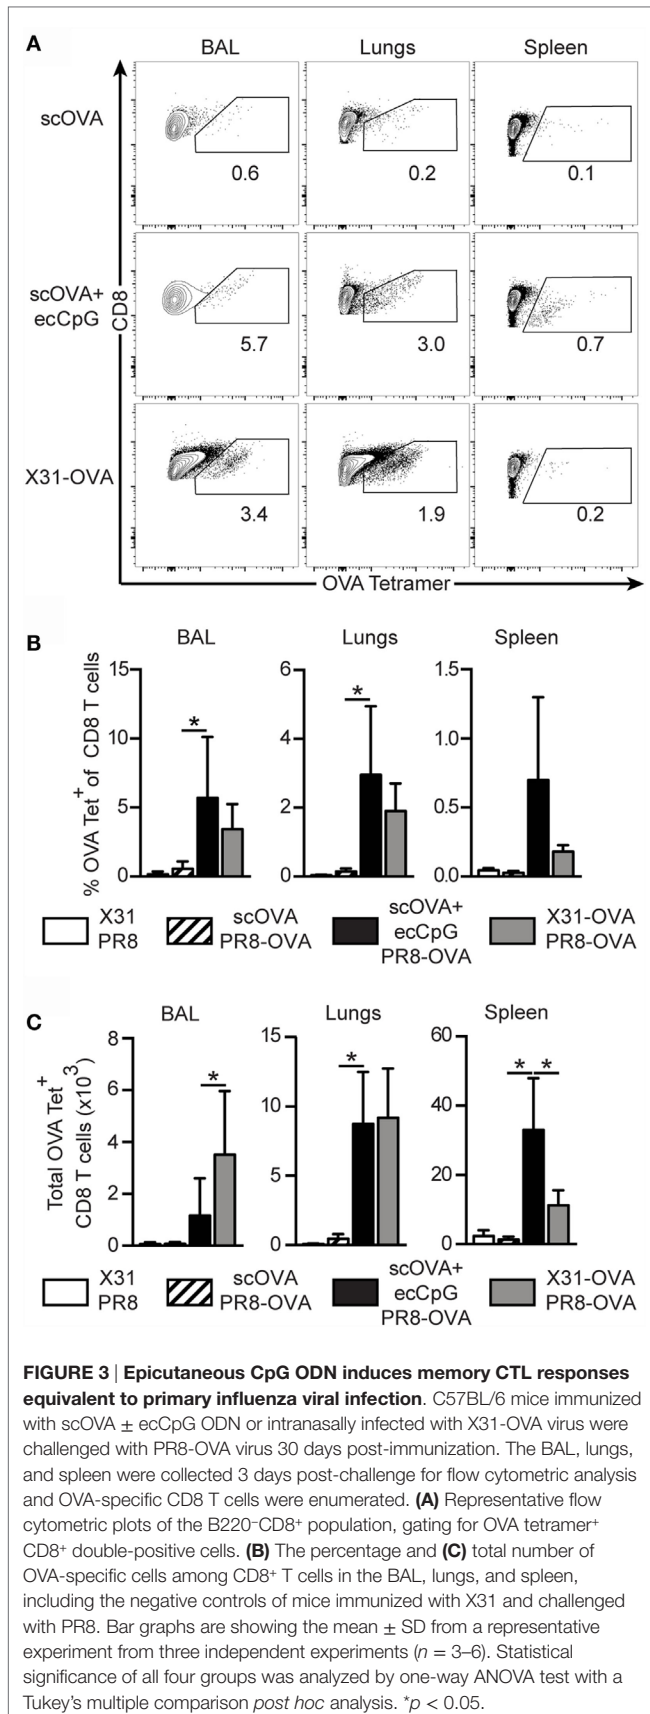 A
BAL
Lungs
Spleen
scOVA
0.6
0.2
0.1
scOVA+
ecCpG
CD8
5.7
3.0
0.7
X31-OVA
3.4
1.9
0.2
OVA Tetramer
B
BAL
Lungs
Spleen
% OVA Tet+ of CD8 T cells
15
10
5
0
*
6
4
2
0
*
1.5
1.0
0.5
0.0
X31
PR8
scOVA
PR8-OVA
scOVA+
ecCpG
PR8-OVA
X31-OVA
PR8-OVA
C
BAL
Lungs
Spleen
Total OVA Tet+
CD8 T cells (x10^3)
8
6
4
2
0
*
15
10
5
0
*
60
40
20
0
* *
X31
PR8
scOVA
PR8-OVA
scOVA+
ecCpG
PR8-OVA
X31-OVA
PR8-OVA
FIGURE 3 | Epicutaneous CpG ODN induces memory CTL responses
equivalent to primary influenza viral infection. C57BL/6 mice immunized
with scOVA ± ecCpG ODN or intranasally infected with X31-OVA virus were
challenged with PR8-OVA virus 30 days post-immunization. The BAL, lungs,
and spleen were collected 3 days post-challenge for flow cytometric analysis
and OVA-specific CD8 T cells were enumerated. (A) Representative flow
cytometric plots of the B220⁻CD8⁺ population, gating for OVA tetramer⁺
CD8⁺ double-positive cells. (B) The percentage and (C) total number of
OVA-specific cells among CD8⁺ T cells in the BAL, lungs, and spleen,
including the negative controls of mice immunized with X31 and challenged
with PR8. Bar graphs are showing the mean ± SD from a representative
experiment from three independent experiments (n = 3–6). Statistical
significance of all four groups was analyzed by one-way ANOVA test with a
Tukey's multiple comparison post hoc analysis. *p < 0.05.